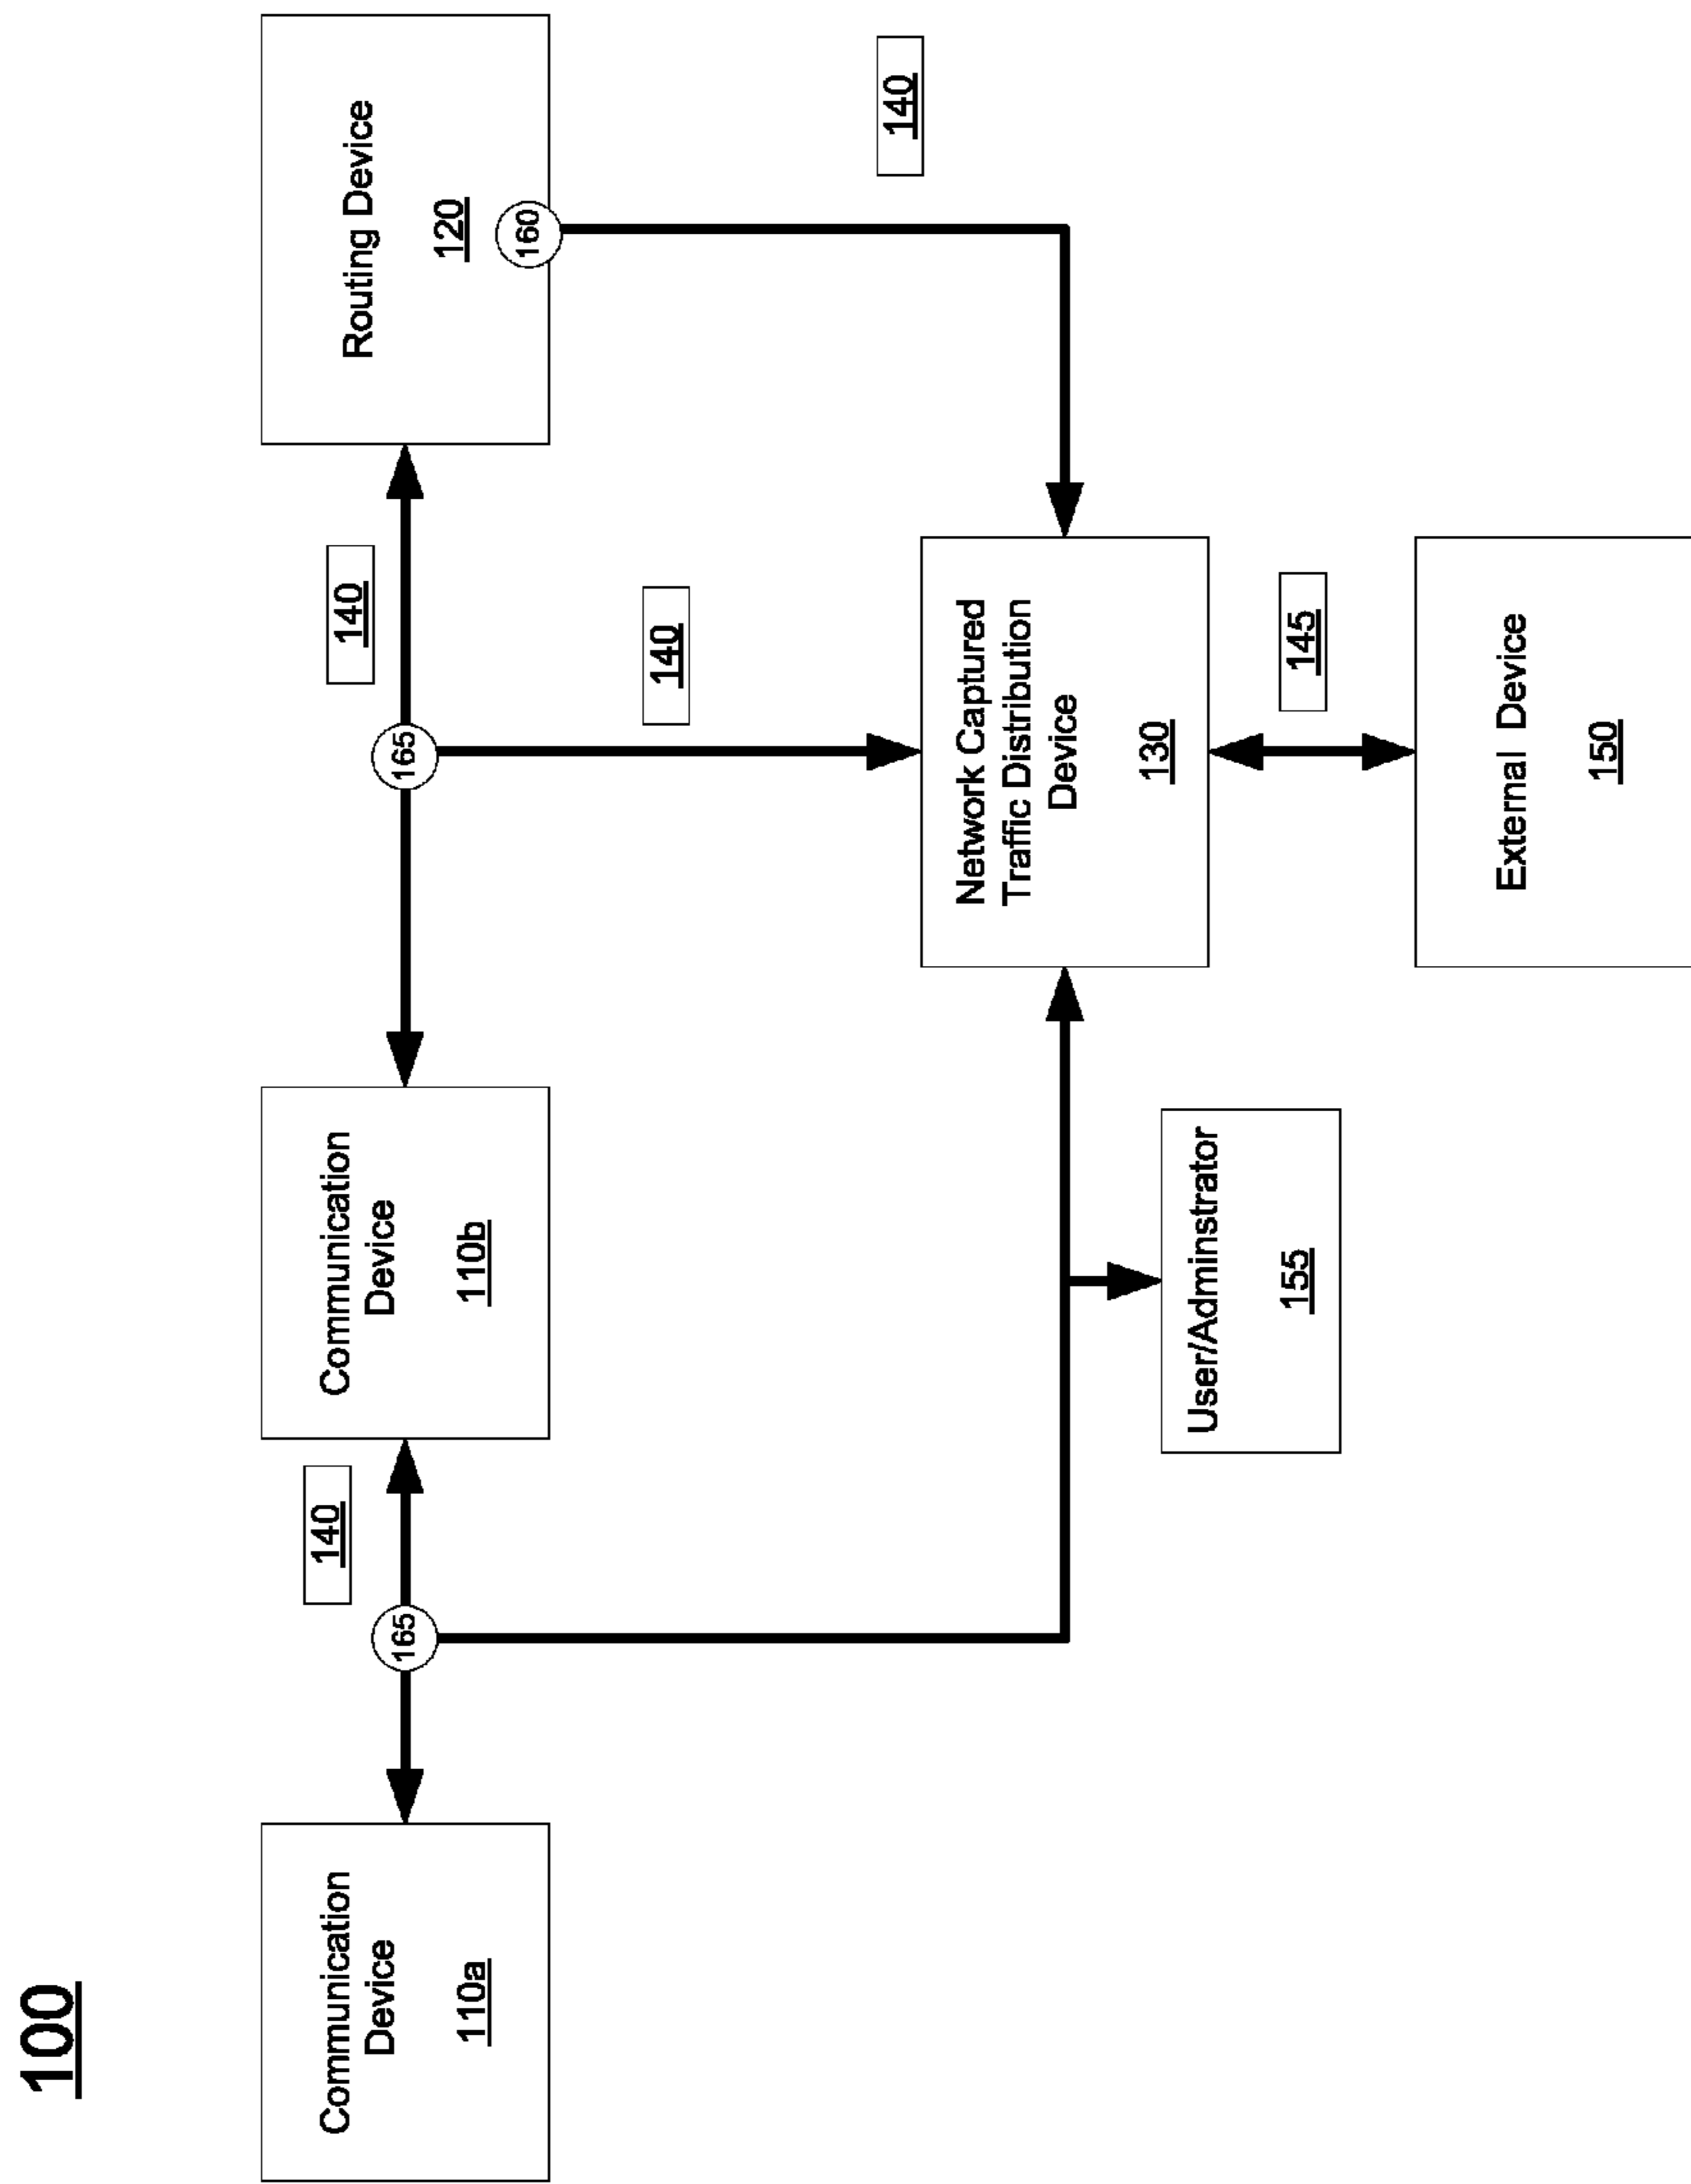 100
Communication
Device
110a
165
140
Communication
Device
110b
165
140
Routing Device
120
160
140
140
Network Captured
Traffic Distribution
Device
130
User/Adminstrator
155
145
External Device
150